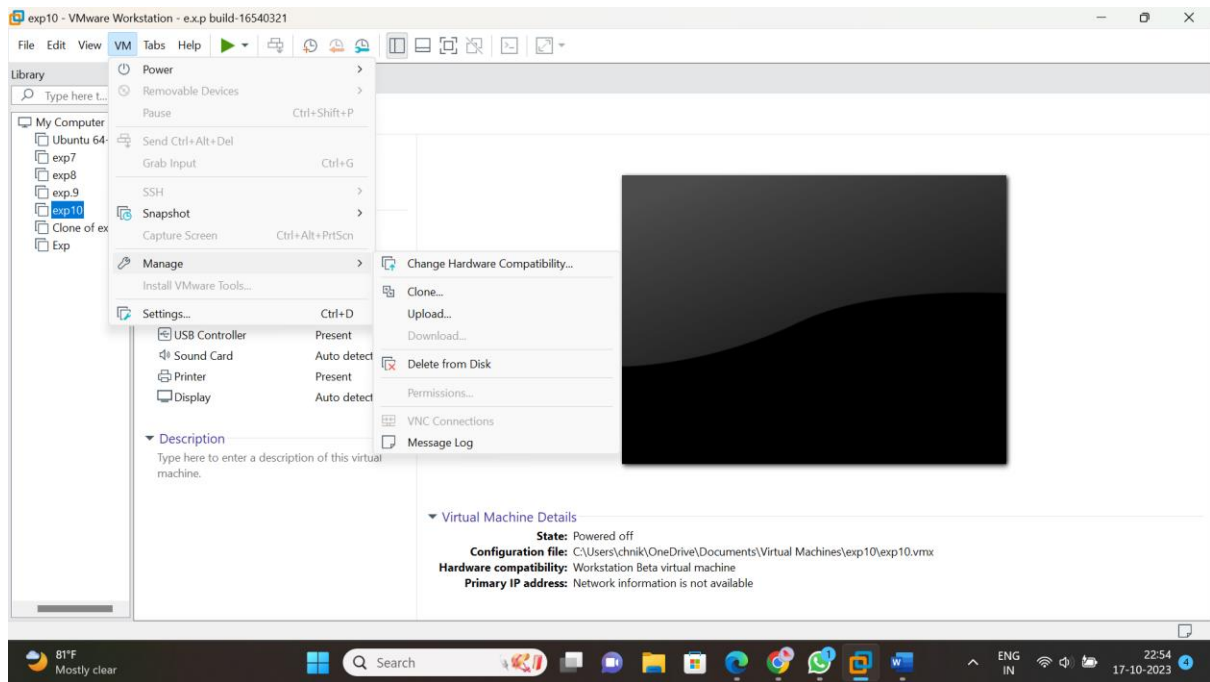 exp10 - VMware Workstation - e.x.p build-16540321
File Edit View VM Tabs Help
Library
Type here t...
My Computer
Ubuntu 64-
exp7
exp8
exp.9
exp10
Clone of ex
Exp
Power
Removable Devices
Pause Ctrl+Shift+P
Send Ctrl+Alt+Del
Grab Input Ctrl+G
SSH
Snapshot
Capture Screen Ctrl+Alt+PrtScn
Manage
Install VMware Tools...
Settings... Ctrl+D
Change Hardware Compatibility...
Clone...
Upload...
Download...
Delete from Disk
Permissions...
VNC Connections
Message Log
USB Controller Present
Sound Card Auto detect
Printer Present
Display Auto detect
Description
Type here to enter a description of this virtual
machine.
Virtual Machine Details
State: Powered off
Configuration file: C:\Users\chnik\OneDrive\Documents\Virtual Machines\exp10\exp10.vmx
Hardware compatibility: Workstation Beta virtual machine
Primary IP address: Network information is not available
81°F
Mostly clear
Search
1
ENG
IN
22:54
17-10-2023
4